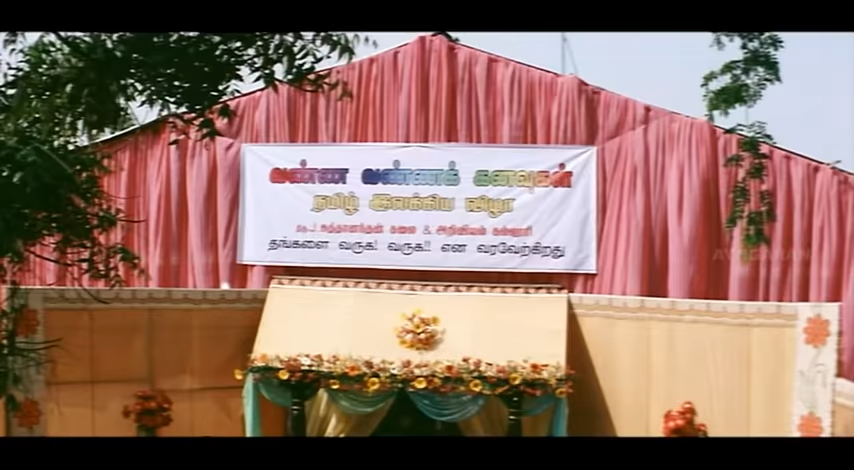 வண்ண வண்ணக் கனவுகள்
தமிழ் இலக்கிய விழா
கலை & அறிவியல் கல்லூரி
தங்களை வருக! வருக!! என வரவேற்கிறது